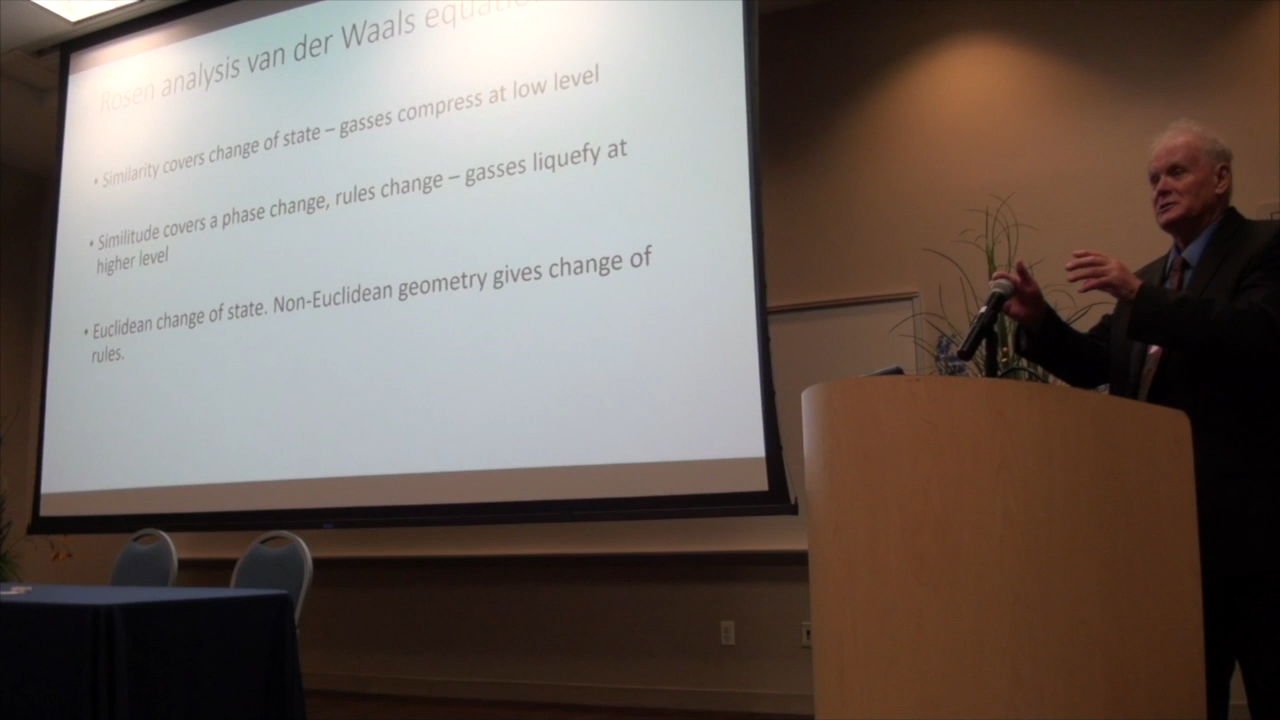 Rosen analysis van der Waals equation
• Similarity covers change of state – gasses compress at low level
• Similitude covers a phase change, rules change – gasses liquefy at
higher level
• Euclidean change of state. Non-Euclidean geometry gives change of
rules.